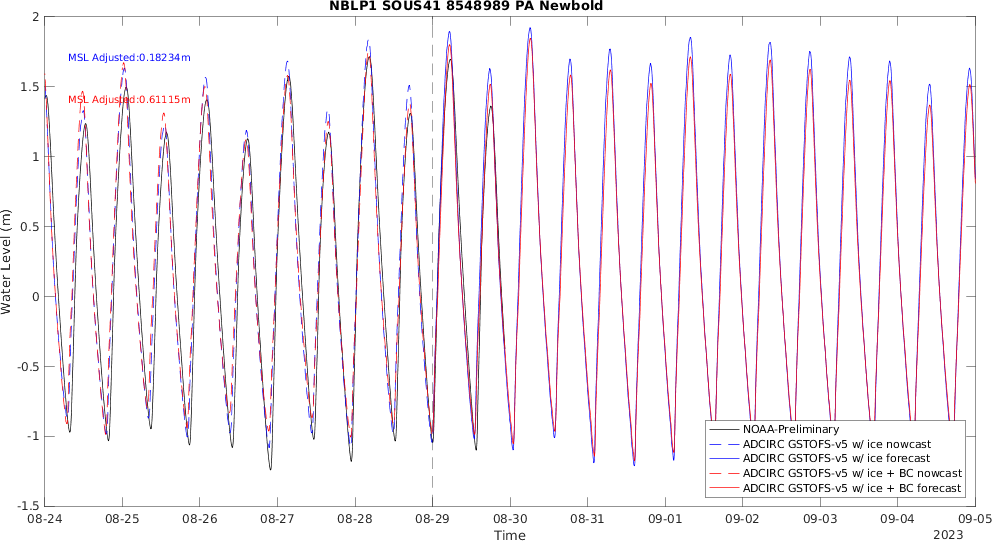 NBLP1 SOUS41 8548989 PA Newbold
2
MSL Adjusted:0.18234m
1.5
MSL Adjusted:0.61115m
1
0.5
Water Level (m)
0
-0.5
-1
NOAA-Preliminary
ADCIRC GSTOFS-v5 w/ ice nowcast
ADCIRC GSTOFS-v5 w/ ice forecast
ADCIRC GSTOFS-v5 w/ ice + BC nowcast
ADCIRC GSTOFS-v5 w/ ice + BC forecast
-1.5
08-24 08-25 08-26 08-27 08-28 08-29 08-30 08-31 09-01 09-02 09-03 09-04 09-05
Time
2023